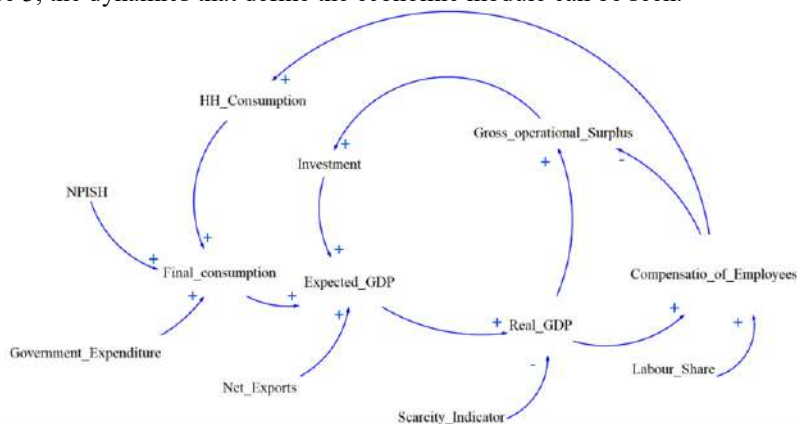 e 3, the dynamics that define the economic module can be seen.
HH_Consumption
+
Gross_operational_Surplus
+
-
Investment
+
NPISH
+
+
+
Final_consumption
+
+
Expected_GDP
+
Compensatio_of_Employees
+
Real_GDP
+
+
-
Government_Expenditure
Labour_Share
Net_Exports
Scarcity_Indicator